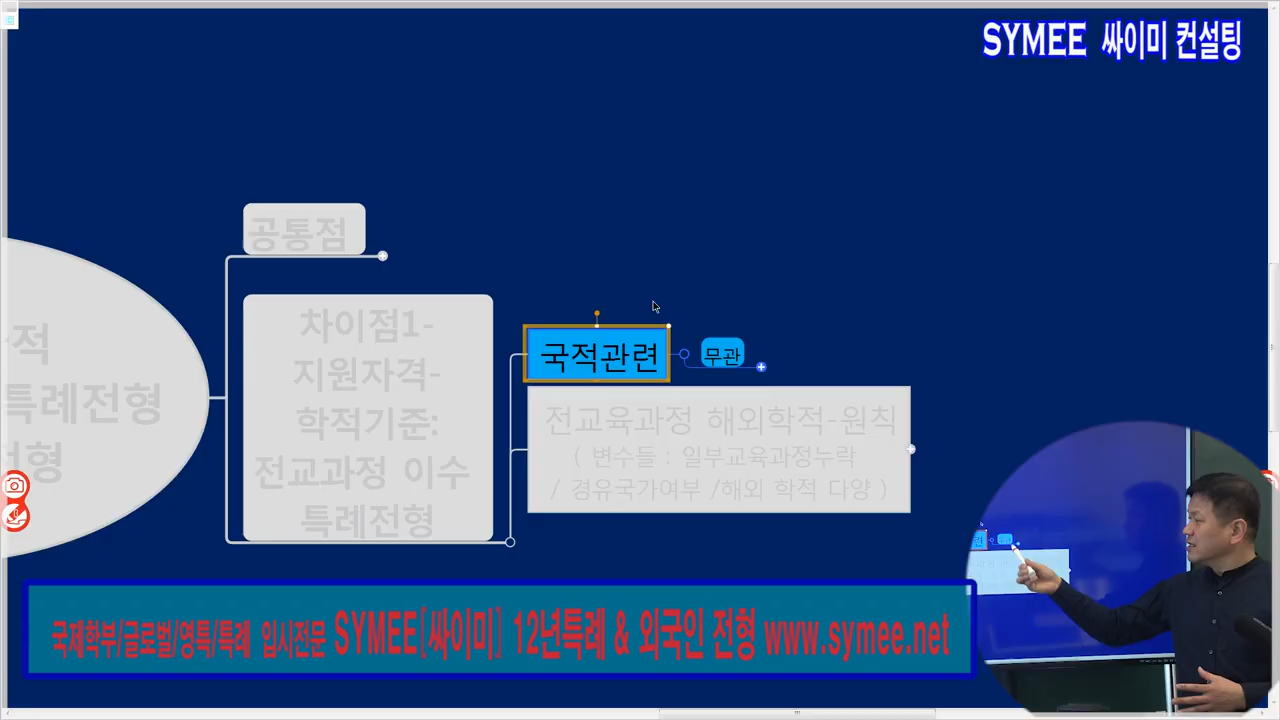 SYMEE 싸이미 컨설팅
공통점
적
특례전형
형
차이점1-
지원자격-
학적기준:
전교과정 이수
특례전형
국적관련
무관
전교육과정 해외학적-원칙
( 변수들 : 일부교육과정누락
/ 경유국가여부 /해외 학적 다양 )
국제학부/글로벌/영특/특례 입시전문 SYMEE[싸이미] 12년특례 & 외국인 전형 www.symee.net